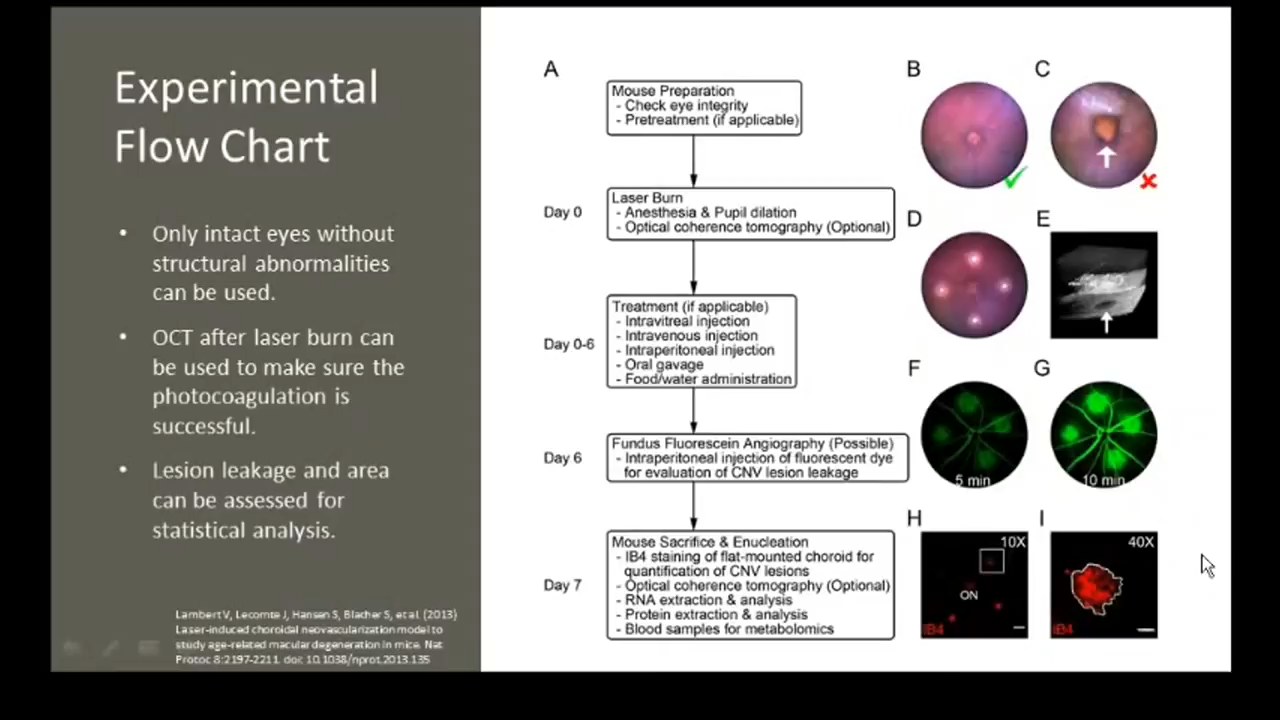 Experimental
Flow Chart
• Only intact eyes without
structural abnormalities
can be used.
• OCT after laser burn can
be used to make sure the
photocoagulation is
successful.
• Lesion leakage and area
can be assessed for
statistical analysis.
Lambert V, Lecomte J, Hansen S, Blacher S, et al. (2013)
Laser-induced choroidal neovascularization model to
study age-related macular degeneration in mice. Nat
Protoc 8:2197-2211. doi: 10.1038/nprot.2013.135
A
Mouse Preparation
- Check eye integrity
- Pretreatment (if applicable)
Day 0
Laser Burn
- Anesthesia & Pupil dilation
- Optical coherence tomography (Optional)
Day 0-6
Treatment (if applicable)
- Intravitreal injection
- Intravenous injection
- Intraperitoneal injection
- Oral gavage
- Food/water administration
Day 6
Fundus Fluorescein Angiography (Possible)
- Intraperitoneal injection of fluorescent dye
for evaluation of CNV lesion leakage
Day 7
Mouse Sacrifice & Enucleation
- IB4 staining of flat-mounted choroid for
quantification of CNV lesions
- Optical coherence tomography (Optional)
- RNA extraction & analysis
- Protein extraction & analysis
- Blood samples for metabolomics
B
C
D
E
F
G
5 min
10 min
H
I
10X
ON
IB4
40X
IB4